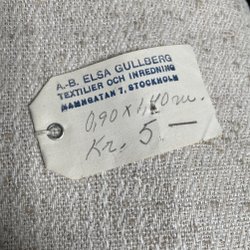 A.-B. ELSA GULLBERG
TEXTILIER OCH INREDNING
HAMNGATAN 7, STOCKHOLM
0,90 x 1,40 m.
Kr. 5.—